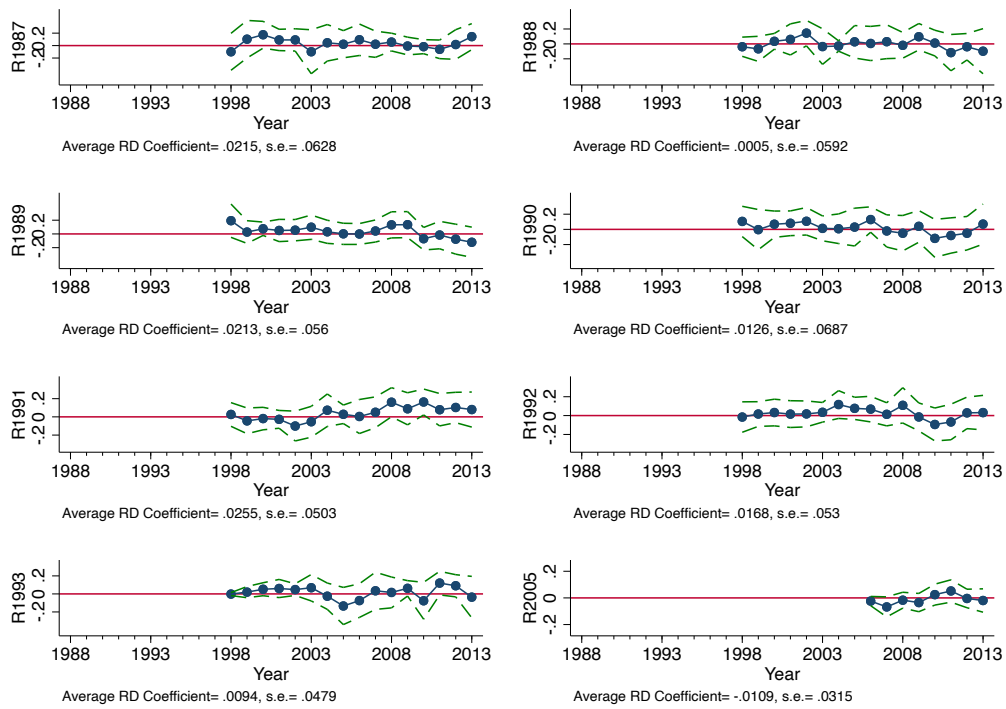 R1987
-.2 0 .2
1988 1993 1998 2003 2008 2013
Year
Average RD Coefficient= .0215, s.e.= .0628
R1988
-.2 0 .2
1988 1993 1998 2003 2008 2013
Year
Average RD Coefficient= .0005, s.e.= .0592
R1989
-.2 0 .2
1988 1993 1998 2003 2008 2013
Year
Average RD Coefficient= .0213, s.e.= .056
R1990
-.2 0 .2
1988 1993 1998 2003 2008 2013
Year
Average RD Coefficient= .0126, s.e.= .0687
R1991
-.2 0 .2
1988 1993 1998 2003 2008 2013
Year
Average RD Coefficient= .0255, s.e.= .0503
R1992
-.2 0 .2
1988 1993 1998 2003 2008 2013
Year
Average RD Coefficient= .0168, s.e.= .053
R1993
-.2 0 .2
1988 1993 1998 2003 2008 2013
Year
Average RD Coefficient= .0094, s.e.= .0479
R2005
-.2 0 .2
1988 1993 1998 2003 2008 2013
Year
Average RD Coefficient= -.0109, s.e.= .0315